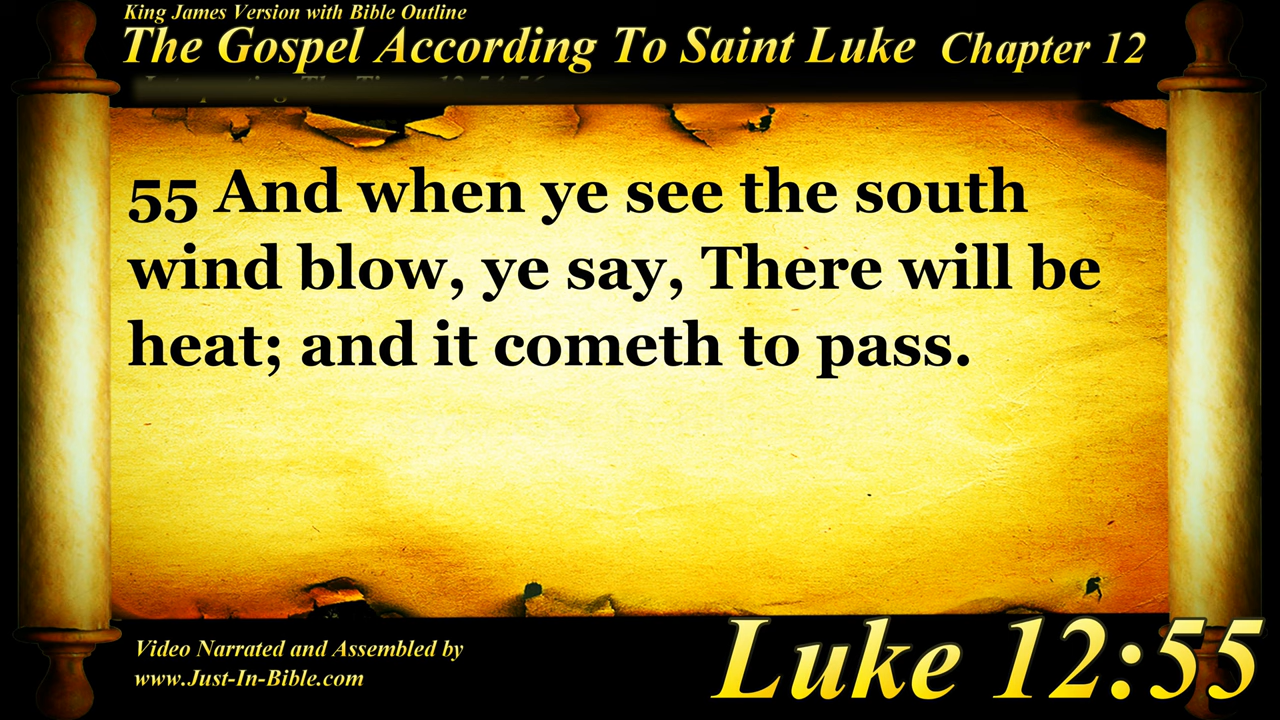 King James Version with Bible Outline
The Gospel According To Saint Luke Chapter 12
55 And when ye see the south
wind blow, ye say, There will be
heat; and it cometh to pass.
Video Narrated and Assembled by
www.Just-In-Bible.com
Luke 12:55